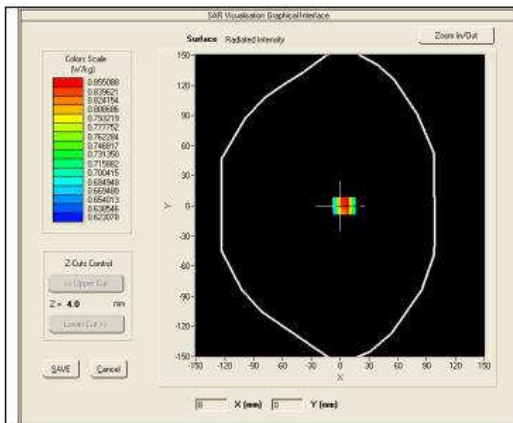 SAR Visualisation Graphical Interface
Colors Scale
(W/kg)
0.855088
0.839621
0.824154
0.808686
0.793219
0.777752
0.762284
0.746817
0.731350
0.715882
0.700415
0.684948
0.669480
0.654013
0.638546
0.623078
Z-Cuts Control
<< Upper Cut
Z = 4.0 mm
Lower Cut >>
SAVE Cancel
Surface Radiated Intensity
Zoom In/Out
150
120
90
60
30
0
-30
-60
-90
-120
-150
Y
-150 -120 -90 -60 -30 0 30 60 90 120 150
X
X (mm) Y (mm)